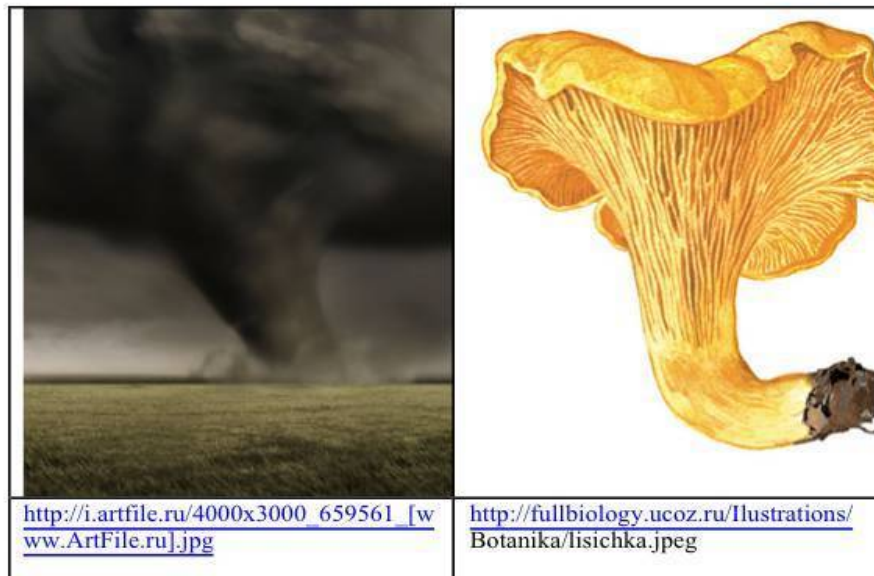 http://i.artfile.ru/4000x3000_659561_[w
ww.ArtFile.ru].jpg
http://fullbiology.ucoz.ru/Ilustrations/
Botanika/lisichka.jpeg